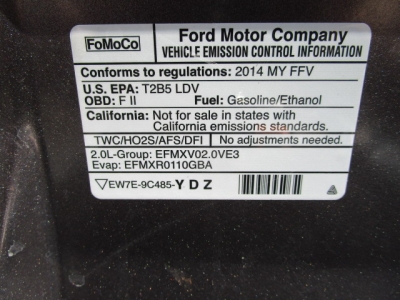 FoMoCo
Ford Motor Company
VEHICLE EMISSION CONTROL INFORMATION
Conforms to regulations: 2014 MY FFV
U.S. EPA: T2B5 LDV
OBD: F II Fuel: Gasoline/Ethanol
California: Not for sale in states with
California emissions standards.
TWC/HO2S/AFS/DFI No adjustments needed.
2.0L-Group: EFMXV02.0VE3
Evap: EFMXR0110GBA
EW7E-9C485-Y D Z